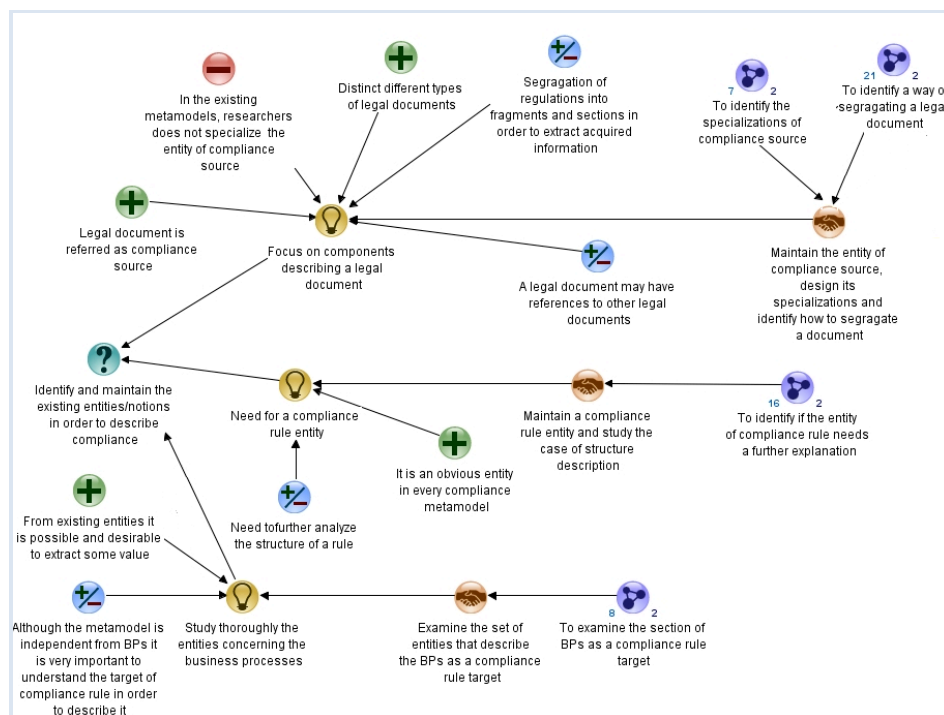 In the existing
metamodels, researchers
does not specialize the
entity of compliance
source
Distinct different types
of legal documents
Segragation of
regulations into
fragments and sections in
order to extract acquired
information
7 2
To identify the
specializations of
compliance source
21 2
To identify a way o
segragating a legal
document
Legal document is
referred as compliance
source
Focus on components
describing a legal
document
A legal document may have
references to other legal
documents
Maintain the entity of
compliance source,
design its
specializations and
identify how to segragate
a document
?
Identify and maintain the
existing entities/notions
in order to describe
compliance
Need for a compliance
rule entity
Maintain a compliance
rule entity and study the
case of structure
description
16 2
To identify if the entity
of compliance rule needs
a further explanation
It is an obvious entity
in every compliance
metamodel
From existing entities it
is possible and desirable
to extract some value
Need tofurther analyze
the structure of a rule
Although the metamodel is
independent from BPs it
is very important to
understand the target of
compliance rule in order
to describe it
Study thoroughly the
entities concerning the
business processes
Examine the set of
entities that describe
the BPs as a compliance
rule target
8 2
To examine the section of
BPs as a compliance rule
target